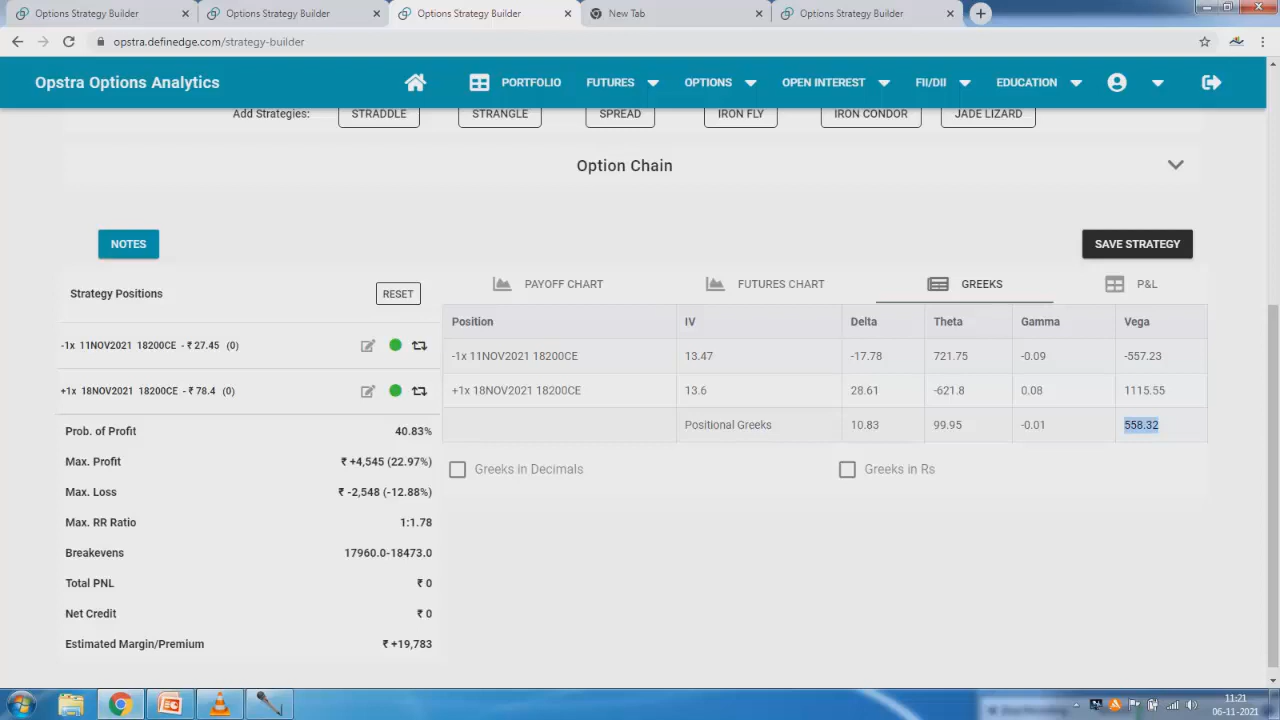 Options Strategy Builder × Options Strategy Builder × Options Strategy Builder × New Tab × Options Strategy Builder ×
opstra.definedge.com/strategy-builder
Opstra Options Analytics PORTFOLIO FUTURES OPTIONS OPEN INTEREST FII/DII EDUCATION
Add Strategies: STRADDLE STRANGLE SPREAD IRON FLY IRON CONDOR JADE LIZARD
Option Chain
NOTES SAVE STRATEGY
Strategy Positions RESET
-1x 11NOV2021 18200CE - ₹ 27.45 (0)
+1x 18NOV2021 18200CE - ₹ 78.4 (0)
Prob. of Profit 40.83%
Max. Profit ₹ +4,545 (22.97%)
Max. Loss ₹ -2,548 (-12.88%)
Max. RR Ratio 1:1.78
Breakevens 17960.0-18473.0
Total PNL ₹ 0
Net Credit ₹ 0
Estimated Margin/Premium ₹ +19,783
PAYOFF CHART FUTURES CHART GREEKS P&L
Position IV Delta Theta Gamma Vega
-1x 11NOV2021 18200CE 13.47 -17.78 721.75 -0.09 -557.23
+1x 18NOV2021 18200CE 13.6 28.61 -621.8 0.08 1115.55
Positional Greeks 10.83 99.95 -0.01 558.32
Greeks in Decimals Greeks in Rs
11:21
06-11-2021